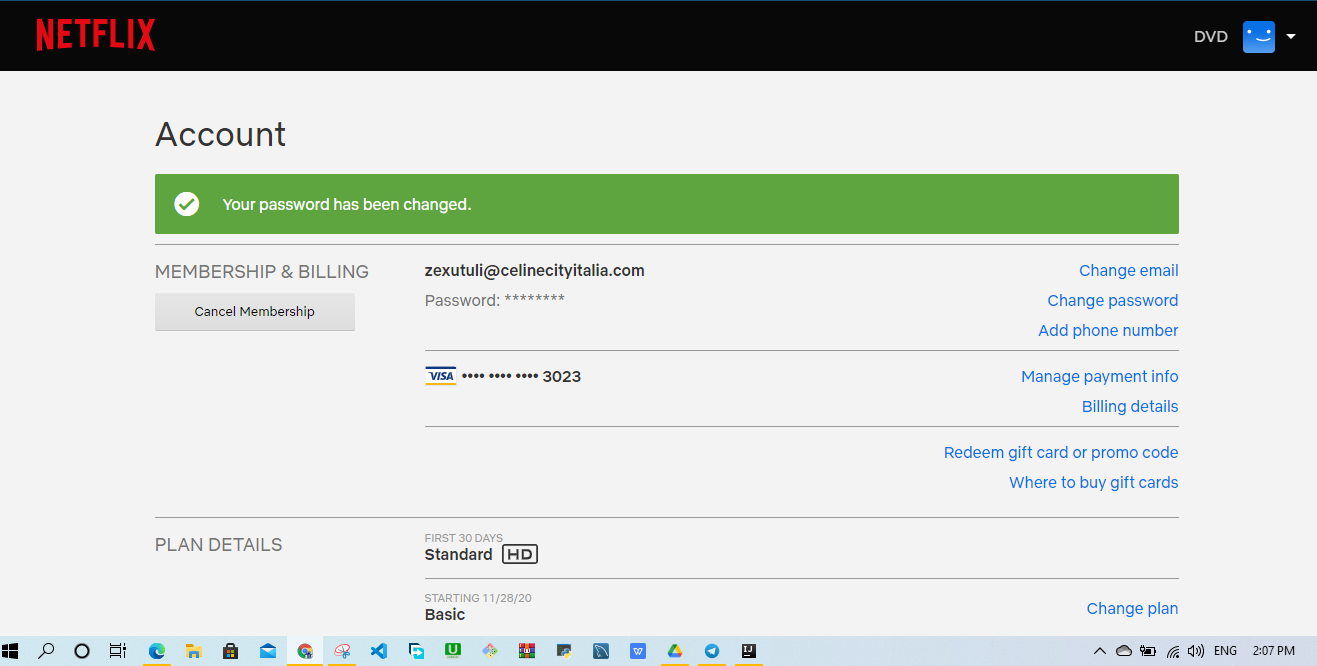 NETFLIX
DVD
Account
Your password has been changed.
MEMBERSHIP & BILLING
Cancel Membership
zexutuli@celinecityitalia.com
Change email
Password: ********
Change password
Add phone number
VISA •••• •••• •••• 3023
Manage payment info
Billing details
Redeem gift card or promo code
Where to buy gift cards
PLAN DETAILS
FIRST 30 DAYS
Standard HD
STARTING 11/28/20
Basic
Change plan
ENG
2:07 PM